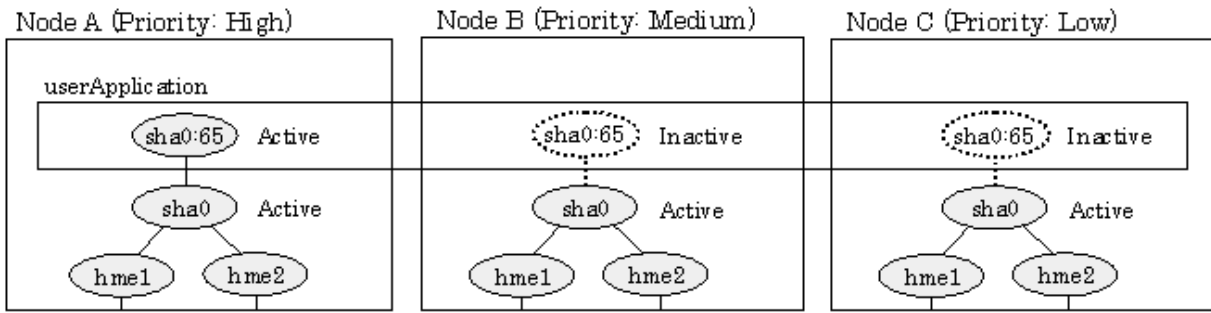 Node A (Priority: High) Node B (Priority: Medium) Node C (Priority: Low)
userApplication
sha0:65 Active sha0:65 Inactive sha0:65 Inactive
sha0 Active sha0 Active sha0 Active
hme1 hme2 hme1 hme2 hme1 hme2